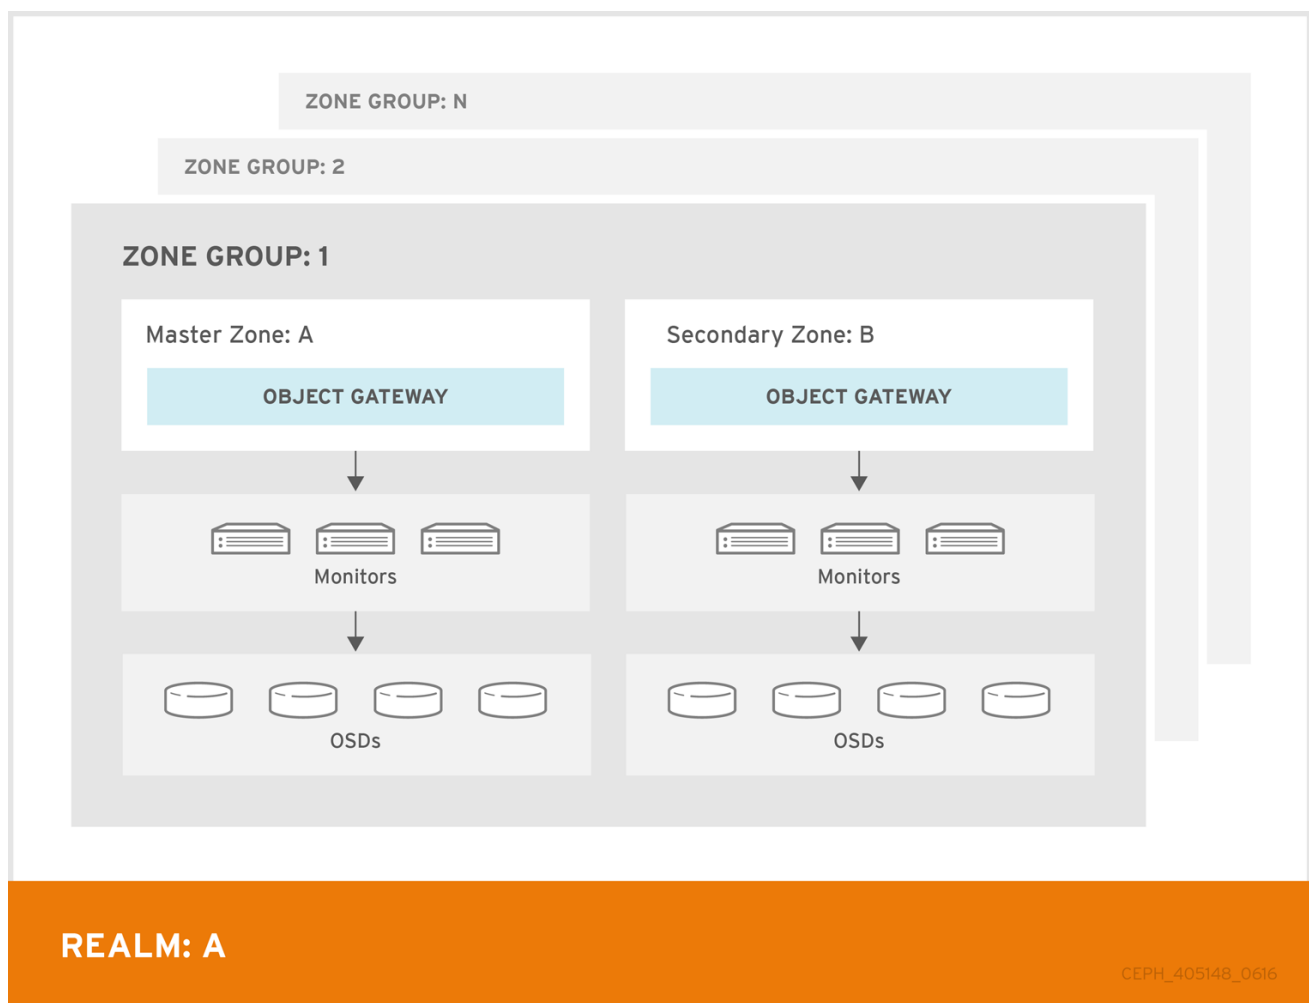 ZONE GROUP: N
ZONE GROUP: 2
ZONE GROUP: 1
Master Zone: A
Secondary Zone: B
OBJECT GATEWAY
OBJECT GATEWAY
Monitors
Monitors
OSDs
OSDs
REALM: A
CEPH_405148_0616